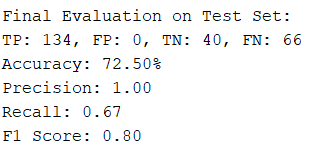 Final Evaluation on Test Set:
TP: 134, FP: 0, TN: 40, FN: 66
Accuracy: 72.50%
Precision: 1.00
Recall: 0.67
F1 Score: 0.80